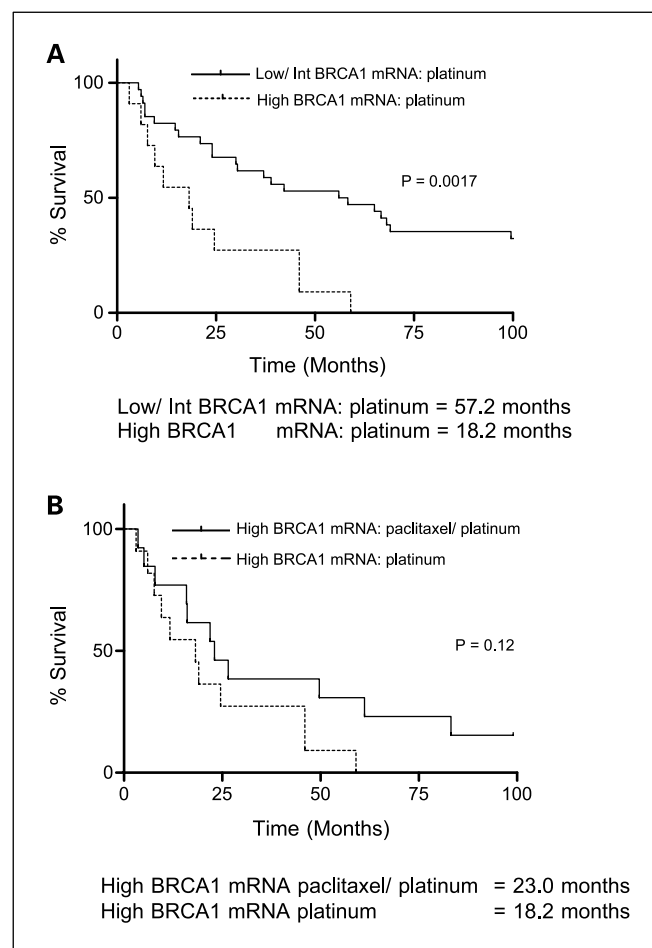 A
Low/ Int BRCA1 mRNA: platinum
High BRCA1 mRNA: platinum
100
50
0
% Survival
P = 0.0017
0 25 50 75 100
Time (Months)
Low/ Int BRCA1 mRNA: platinum = 57.2 months
High BRCA1 mRNA: platinum = 18.2 months
B
High BRCA1 mRNA: paclitaxel/ platinum
High BRCA1 mRNA: platinum
100
50
0
% Survival
P = 0.12
0 25 50 75 100
Time (Months)
High BRCA1 mRNA paclitaxel/ platinum = 23.0 months
High BRCA1 mRNA platinum = 18.2 months